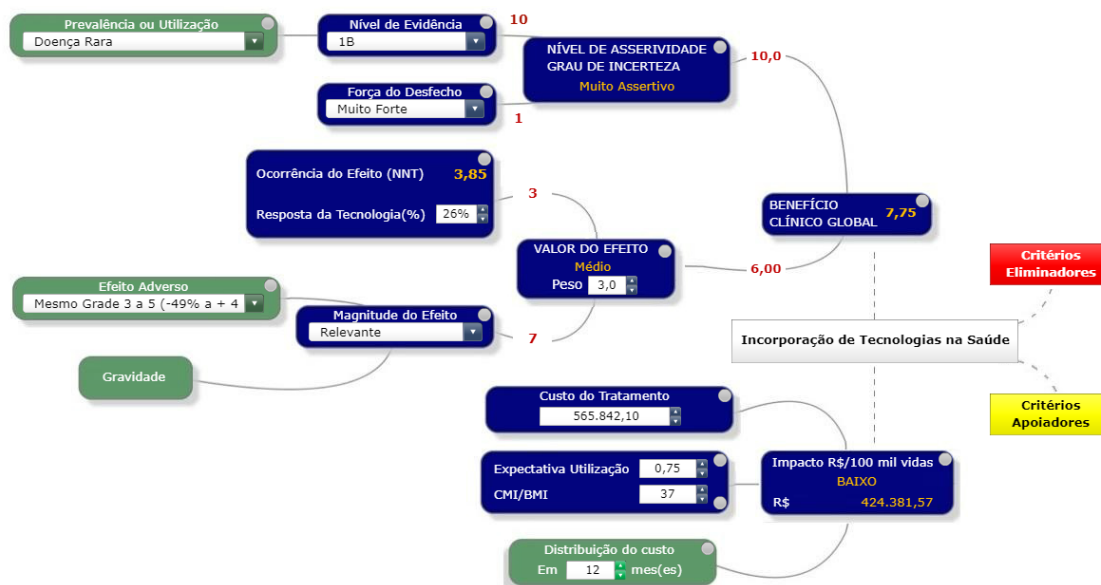 Prevalência ou Utilização
Doença Rara
Nível de Evidência
1B
10
Força do Desfecho
Muito Forte
1
NÍVEL DE ASSERIVIDADE
GRAU DE INCERTEZA
Muito Assertivo
10,0
Ocorrência do Efeito (NNT) 3,85
Resposta da Tecnologia(%) 26%
3
VALOR DO EFEITO
Médio
Peso 3,0
6,00
BENEFÍCIO
CLÍNICO GLOBAL 7,75
Efeito Adverso
Mesmo Grade 3 a 5 (-49% a + 4
Magnitude do Efeito
Relevante
7
Gravidade
Critérios
Eliminadores
Incorporação de Tecnologias na Saúde
Critérios
Apoiadores
Custo do Tratamento
565.842,10
Expectativa Utilização 0,75
CMI/BMI 37
Impacto R$/100 mil vidas
BAIXO
R$ 424.381,57
Distribuição do custo
Em 12 mes(es)